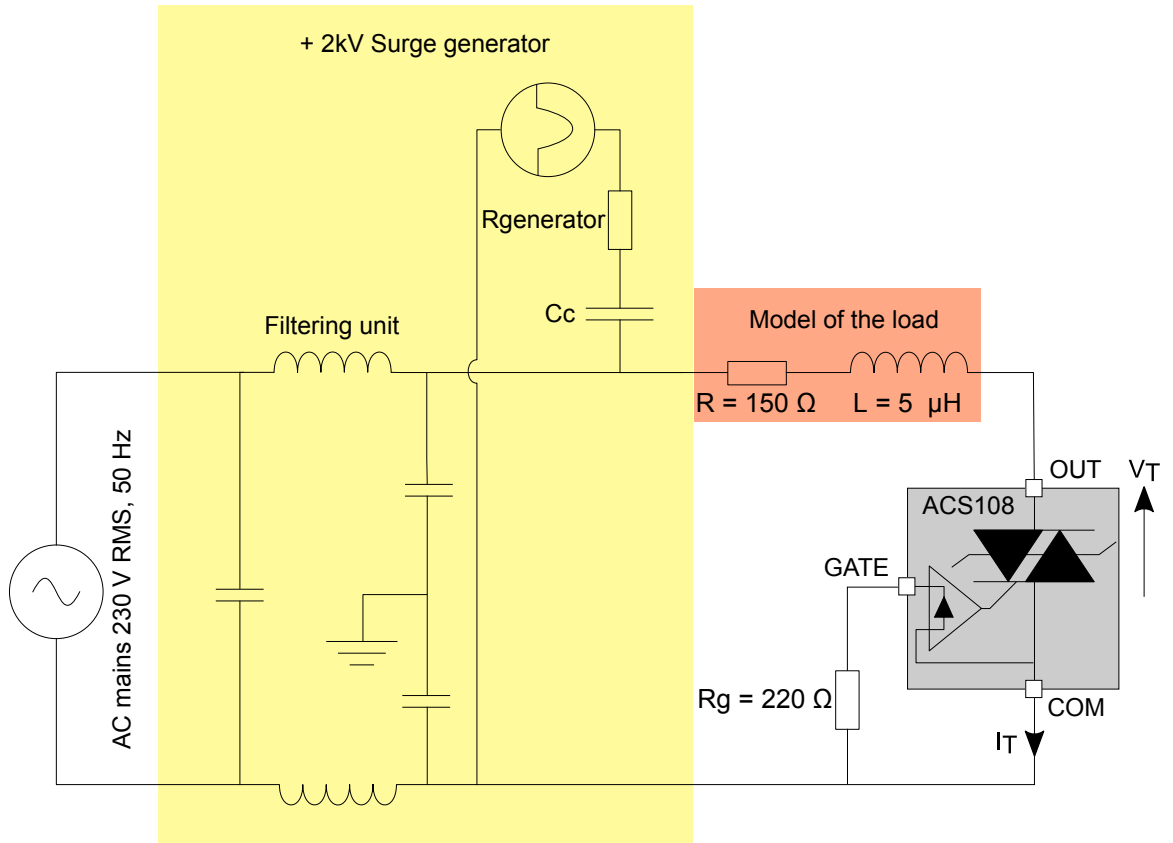 + 2kV Surge generator
Rgenerator
Cc
Filtering unit
Model of the load
R = 150 Ω
L = 5 µH
AC mains 230 V RMS, 50 Hz
OUT
VT
ACS108
GATE
Rg = 220 Ω
COM
IT